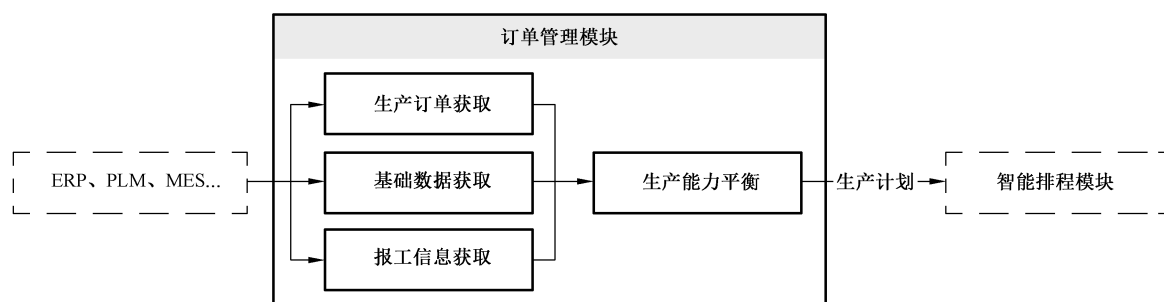 订单管理模块
生产订单获取
ERP、PLM、MES...
基础数据获取
生产能力平衡
生产计划
智能排程模块
报工信息获取